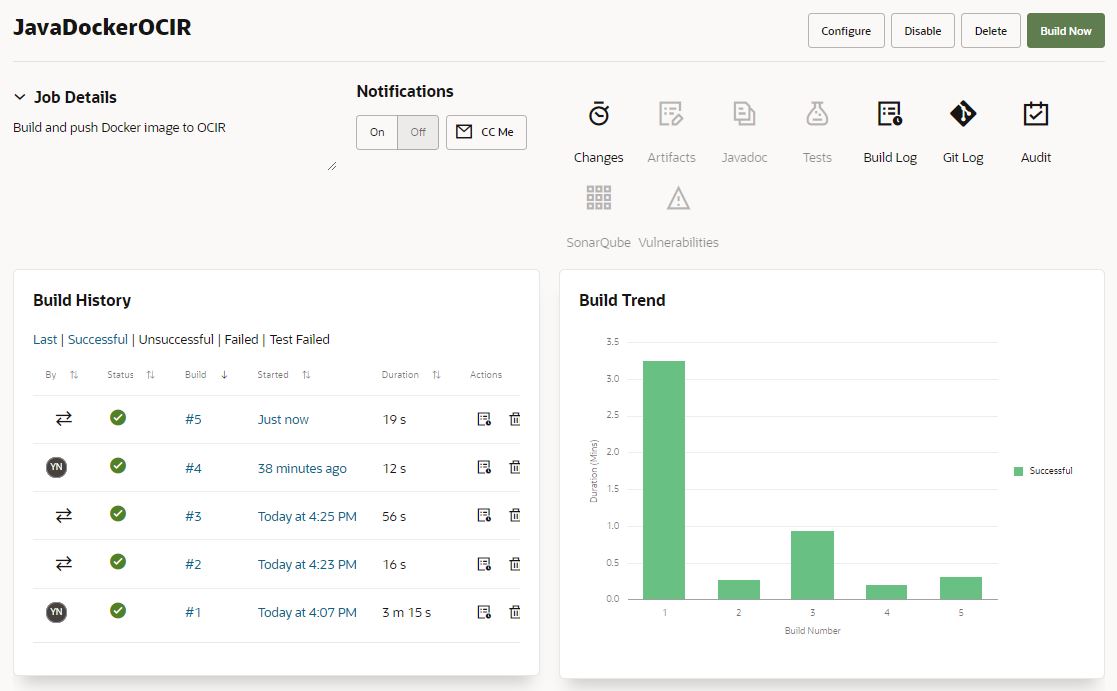 JavaDockerOCIR
Configure
Disable
Delete
Build Now
Job Details
Build and push Docker image to OCIR
Notifications
On
Off
CC Me
Changes
Artifacts
Javadoc
Tests
Build Log
Git Log
Audit
SonarQube
Vulnerabilities
Build History
Last | Successful | Unsuccessful | Failed | Test Failed
By Status Build Started Duration Actions
#5 Just now 19 s
YN #4 38 minutes ago 12 s
#3 Today at 4:25 PM 56 s
#2 Today at 4:23 PM 16 s
YN #1 Today at 4:07 PM 3 m 15 s
Build Trend
3.5
3.0
2.5
2.0
1.5
1.0
0.5
0.0
Duration (Mins)
1 2 3 4 5
Build Number
Successful